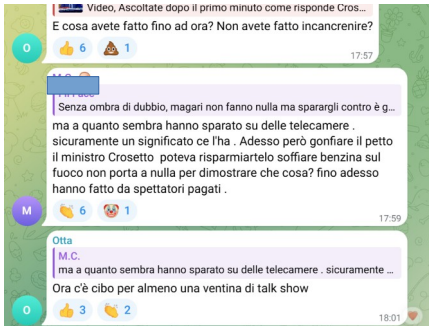 Video, Ascoltate dopo il primo minuto come risponde Cros...
E cosa avete fatto fino ad ora? Non avete fatto incancrenire?
6 1
17:57
O
Senza ombra di dubbio, magari non fanno nulla ma sparargli contro è g...
ma a quanto sembra hanno sparato su delle telecamere .
sicuramente un significato ce l'ha . Adesso però gonfiare il petto
il ministro Crosetto poteva risparmiartelo soffiare benzina sul
fuoco non porta a nulla per dimostrare che cosa? fino adesso
hanno fatto da spettatori pagati .
6 1
17:59
M
Otta
M.C.
ma a quanto sembra hanno sparato su delle telecamere . sicuramente ...
Ora c'è cibo per almeno una ventina di talk show
3 2
18:01
O